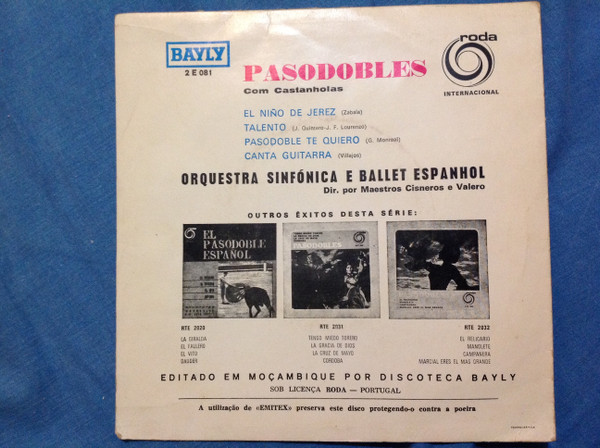 BAYLY
2 E 081
PASODOBLES
Com Castanholas
roda
INTERNACIONAL
EL NIÑO DE JEREZ (Zabala)
TALENTO
PASODOBLE TE QUIERO
CANTA GUITARRA (Villajos)
ORQUESTRA SINFÓNICA E BALLET ESPANHOL
Dir. por Maestros Cisneros e Valero
OUTROS ÊXITOS DESTA SÉRIE:
EL
PASODOBLE
ESPAÑOL
PASODOBLES
RTE 2020
LA GIRALDA
EL FALLERO
EL VITO
RTE 2031
TENGO MIEDO TORERO
LA GRACIA DE DIOS
LA CRUZ DE MAYO
CORDOBA
RTE 2032
EL RELICARIO
MANOLETE
CAMPANERA
MARCIAL ERES EL MAS GRANDE
EDITADO EM MOÇAMBIQUE POR DISCOTECA BAYLY
SOB LICENÇA RODA — PORTUGAL
A utilização de «EMITEX» preserva este disco protegendo-o contra a poeira